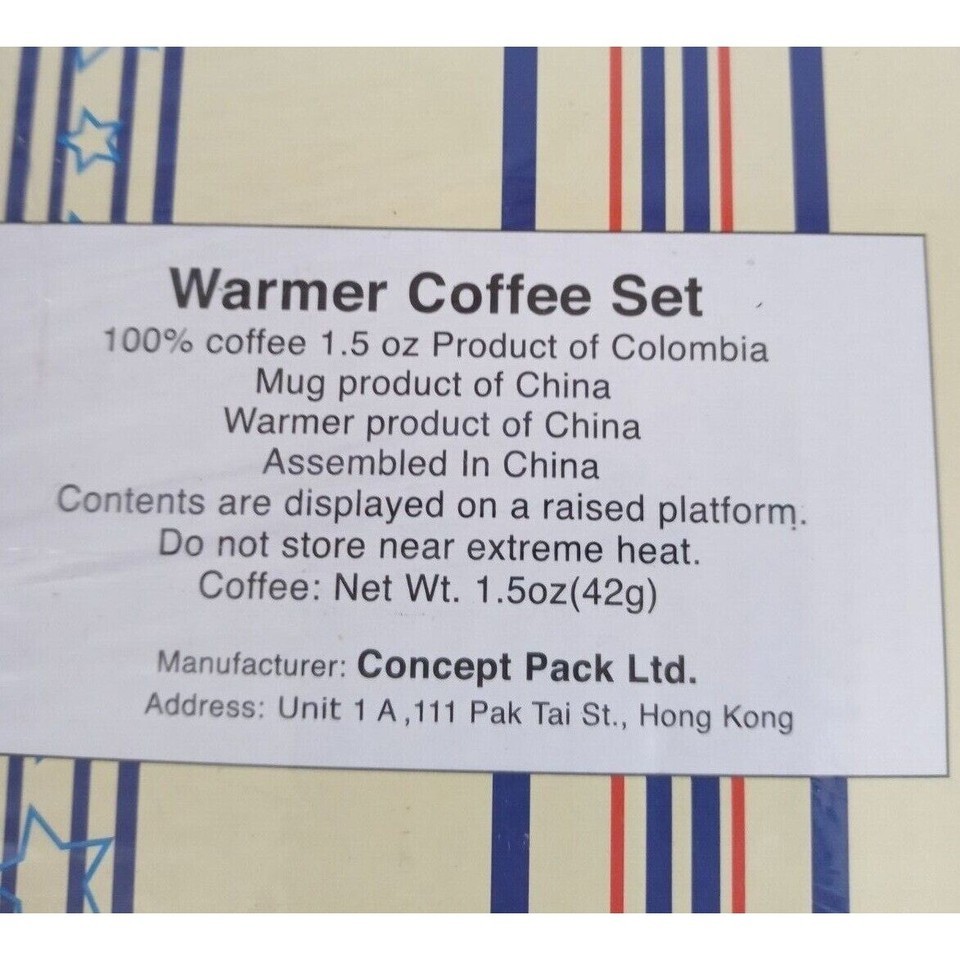 Warmer Coffee Set
100% coffee 1.5 oz Product of Colombia
Mug product of China
Warmer product of China
Assembled In China
Contents are displayed on a raised platform.
Do not store near extreme heat.
Coffee: Net Wt. 1.5oz(42g)
Manufacturer: Concept Pack Ltd.
Address: Unit 1 A ,111 Pak Tai St., Hong Kong